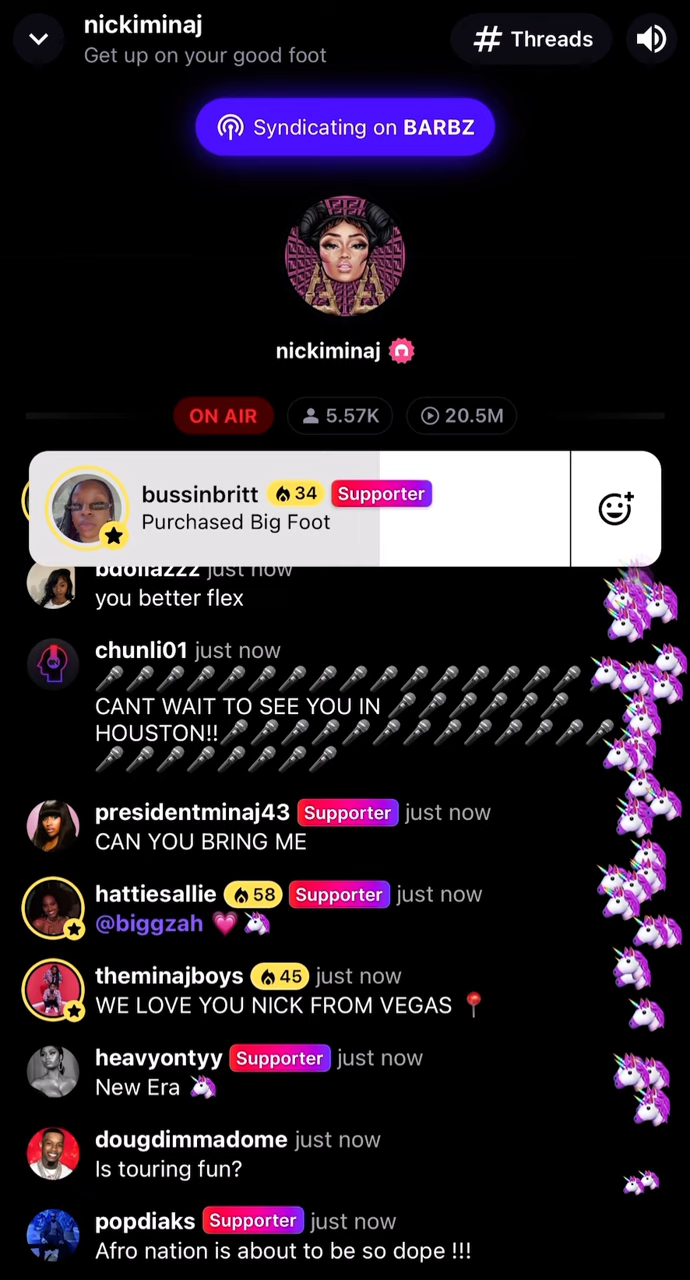 nickiminaj
Get up on your good foot
# Threads
Syndicating on BARBZ
nickiminaj
ON AIR
5.57K
20.5M
bussinbritt 34 Supporter
Purchased Big Foot
bdollazzz just now
you better flex
chunli01 just now
CANT WAIT TO SEE YOU IN
HOUSTON!!
presidentminaj43 Supporter just now
CAN YOU BRING ME
hattiesallie 58 Supporter just now
@biggzah 💗🦄
theminajboys 45 just now
WE LOVE YOU NICK FROM VEGAS 📍
heavyontyy Supporter just now
New Era 🦄
dougdimmadome just now
Is touring fun?
popdiaks Supporter just now
Afro nation is about to be so dope !!!